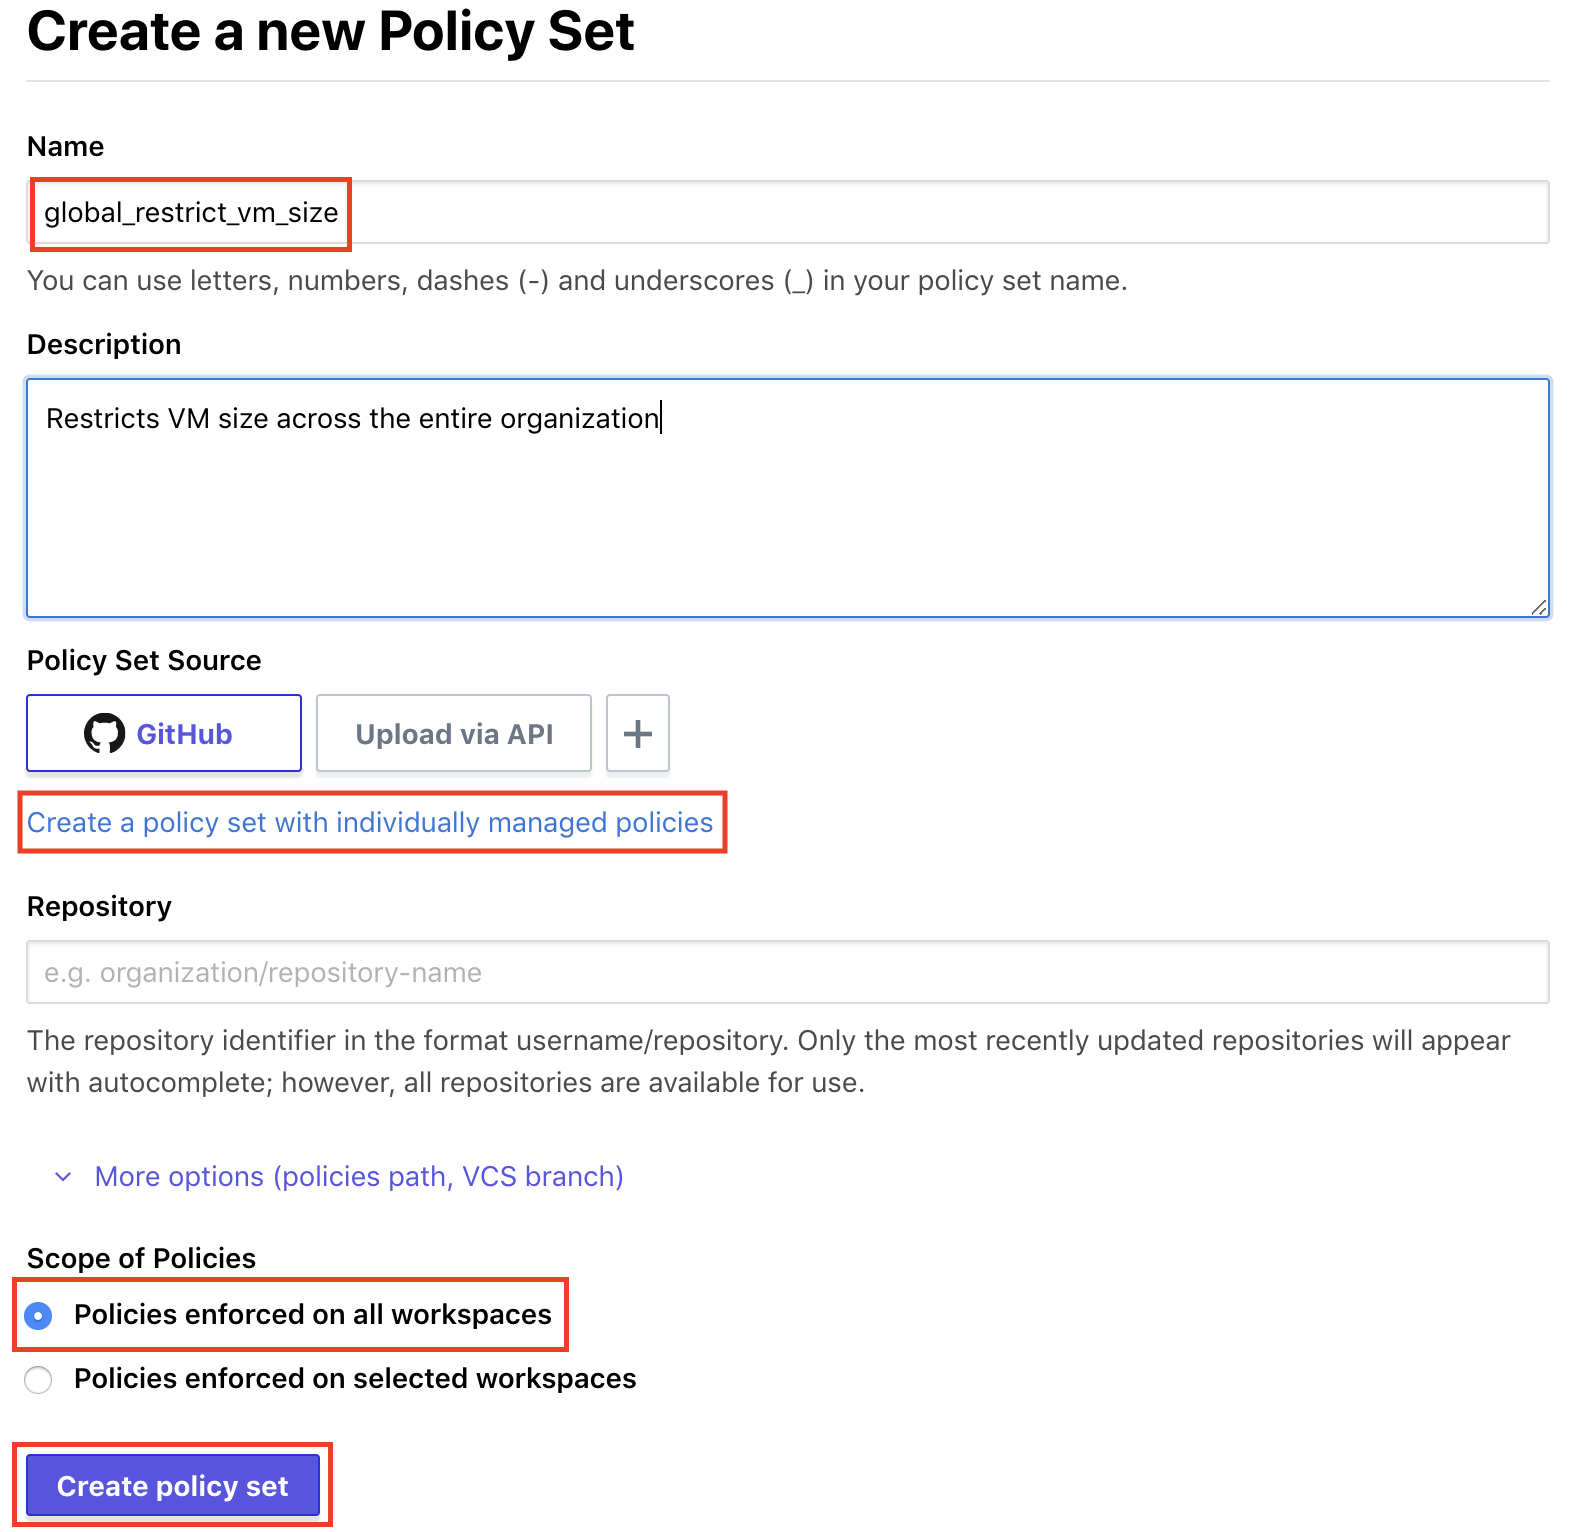 Create a new Policy Set
Name
global_restrict_vm_size
You can use letters, numbers, dashes (-) and underscores (_) in your policy set name.
Description
Restricts VM size across the entire organization
Policy Set Source
GitHub
Upload via API
+
Create a policy set with individually managed policies
Repository
e.g. organization/repository-name
The repository identifier in the format username/repository. Only the most recently updated repositories will appear
with autocomplete; however, all repositories are available for use.
More options (policies path, VCS branch)
Scope of Policies
Policies enforced on all workspaces
Policies enforced on selected workspaces
Create policy set